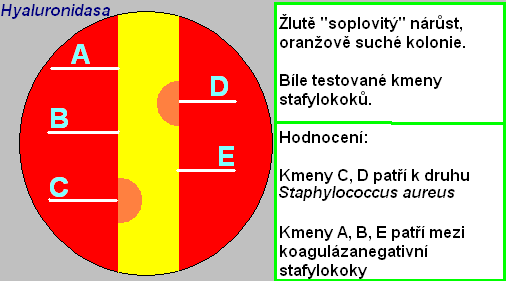 Hyaluronidasa
A
B
C
D
E
Žlutě "soplovitý" nárůst,
oranžově suché kolonie.
Bíle testované kmeny
stafylokoků.
Hodnocení:
Kmeny C, D patří k druhu
Staphylococcus aureus
Kmeny A, B, E patří mezi
koagulázanegativní
stafylokoky